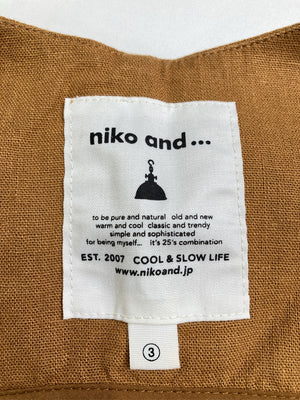 niko and...
to be pure and natural old and new
warm and cool classic and trendy
simple and sophisticated
for being myself... it's 25's combination
EST. 2007 COOL & SLOW LIFE
www.nikoand.jp
③